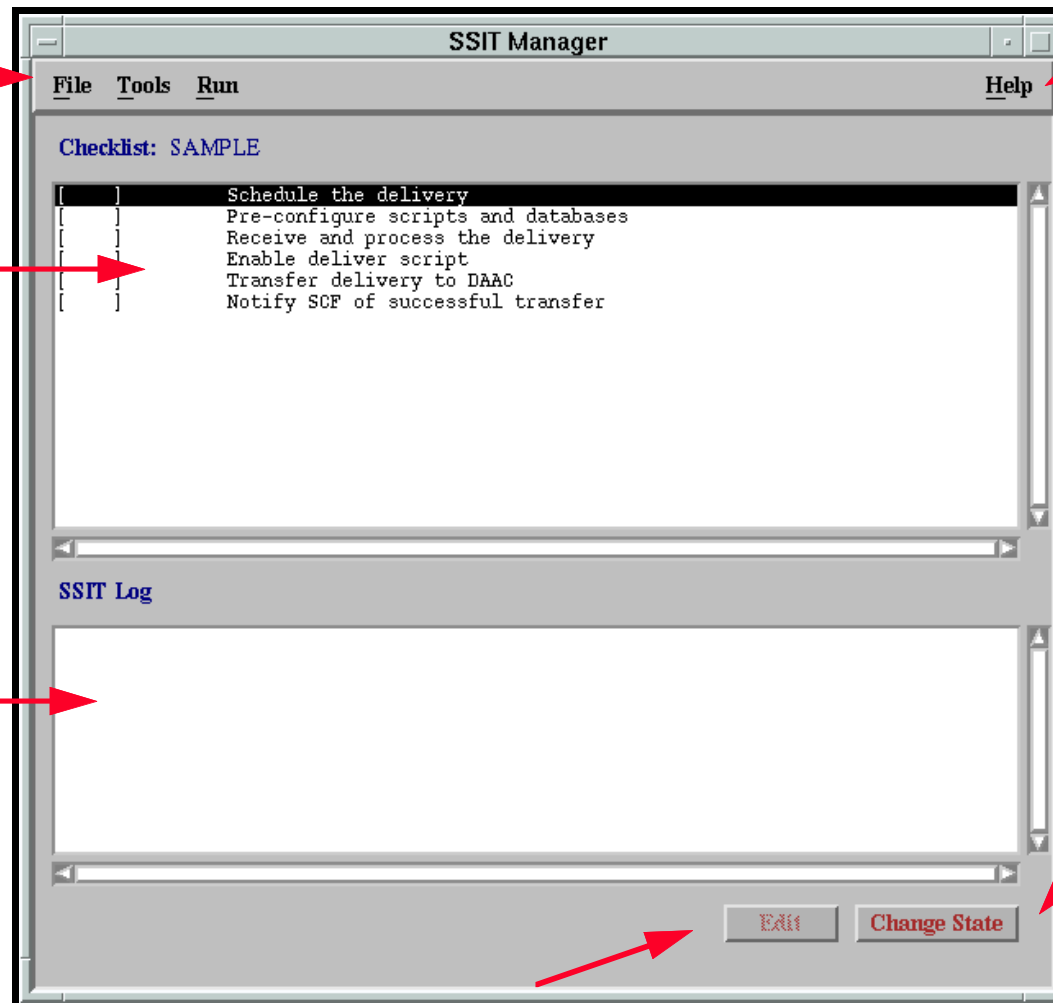 SSIT Manager
File Tools Run Help
Checklist: SAMPLE
[ ] Schedule the delivery
[ ] Pre-configure scripts and databases
[ ] Receive and process the delivery
[ ] Enable deliver script
[ ] Transfer delivery to DAAC
[ ] Notify SCF of successful transfer
SSIT Log
Edit Change State